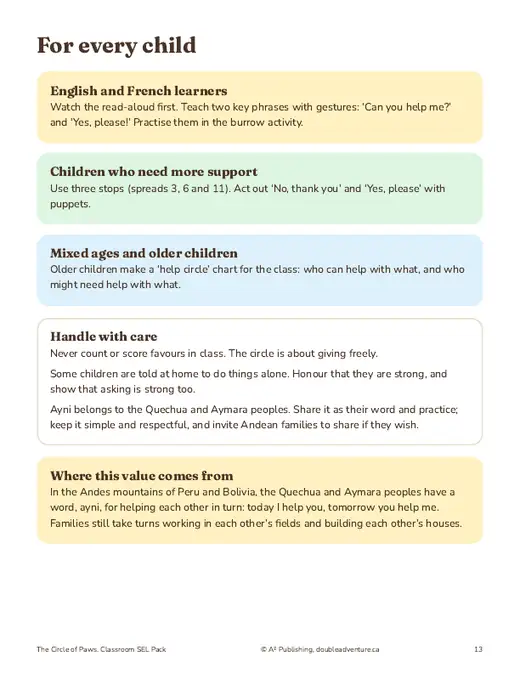 For every child
English and French learners
Watch the read-aloud first. Teach two key phrases with gestures: ‘Can you help me?’
and ‘Yes, please!’ Practise them in the burrow activity.
Children who need more support
Use three stops (spreads 3, 6 and 11). Act out ‘No, thank you’ and ‘Yes, please’ with
puppets.
Mixed ages and older children
Older children make a ‘help circle’ chart for the class: who can help with what, and who
might need help with what.
Handle with care
Never count or score favours in class. The circle is about giving freely.
Some children are told at home to do things alone. Honour that they are strong, and
show that asking is strong too.
Ayni belongs to the Quechua and Aymara peoples. Share it as their word and practice;
keep it simple and respectful, and invite Andean families to share if they wish.
Where this value comes from
In the Andes mountains of Peru and Bolivia, the Quechua and Aymara peoples have a
word, ayni, for helping each other in turn: today I help you, tomorrow you help me.
Families still take turns working in each other’s fields and building each other’s houses.
The Circle of Paws. Classroom SEL Pack
© A² Publishing, doubleadventure.ca
13